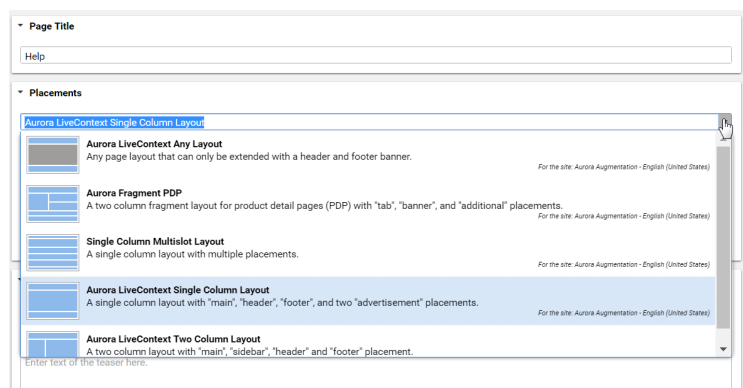 Page Title
Help
Placements
Aurora LiveContext Single Column Layout
Aurora LiveContext Any Layout
Any page layout that can only be extended with a header and footer banner.
For the site: Aurora Augmentation - English (United States)
Aurora Fragment PDP
A two column fragment layout for product detail pages (PDP) with "tab", "banner", and "additional" placements.
For the site: Aurora Augmentation - English (United States)
Single Column Multislot Layout
A single column layout with multiple placements.
For the site: Aurora Augmentation - English (United States)
Aurora LiveContext Single Column Layout
A single column layout with "main", "header", "footer", and two "advertisement" placements.
For the site: Aurora Augmentation - English (United States)
Aurora LiveContext Two Column Layout
A two column layout with "main", "sidebar", "header" and "footer" placement.
Enter text of the teaser here.